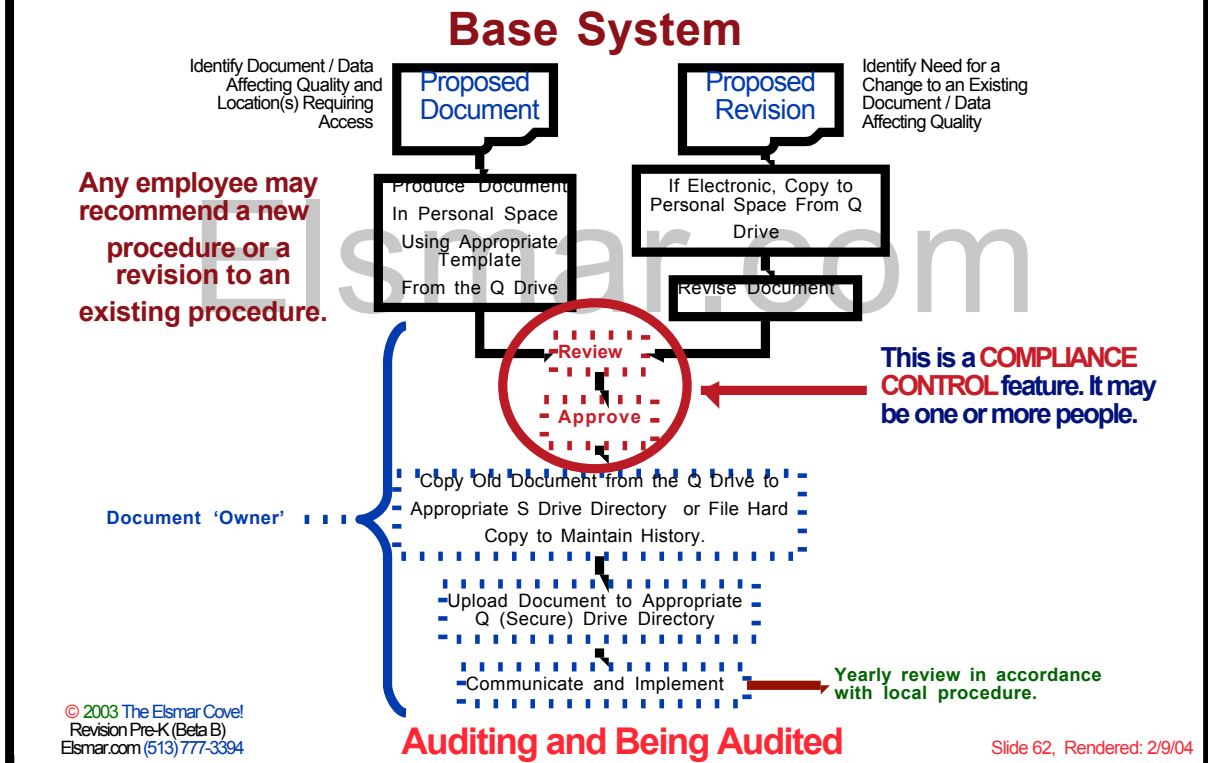 Base System
Identify Document / Data
Affecting Quality and
Location(s) Requiring
Access
Proposed
Document
Proposed
Revision
Identify Need for a
Change to an Existing
Document / Data
Affecting Quality
Any employee may
recommend a new
procedure or a
revision to an
existing procedure.
Produce Document
In Personal Space
Using Appropriate
Template
From the Q Drive
If Electronic, Copy to
Personal Space From Q
Drive
Revise Document
Elsmar.com
Review
Approve
This is a COMPLIANCE
CONTROL feature. It may
be one or more people.
Copy Old Document from the Q Drive to
Appropriate S Drive Directory or File Hard
Copy to Maintain History.
Document ‘Owner’
Upload Document to Appropriate
Q (Secure) Drive Directory
Communicate and Implement
Yearly review in accordance
with local procedure.
© 2003 The Elsmar Cove!
Revision Pre-K (Beta B)
Elsmar.com (513) 777-3394
Auditing and Being Audited
Slide 62, Rendered: 2/9/04